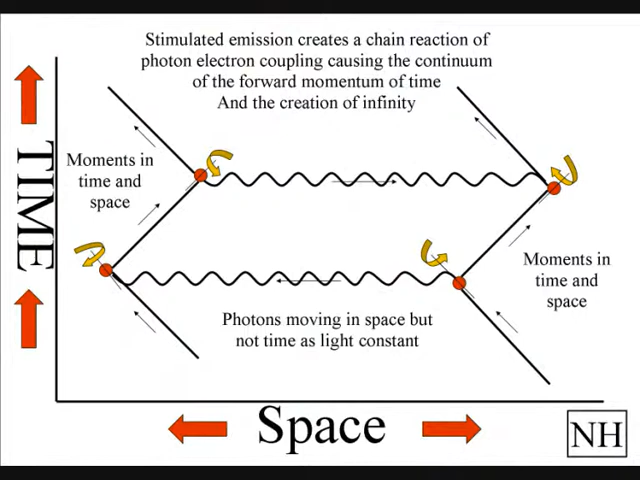 Stimulated emission creates a chain reaction of
photon electron coupling causing the continuum
of the forward momentum of time
And the creation of infinity
TIME
Moments in
time and
space
Moments in
time and
space
Photons moving in space but
not time as light constant
Space
NH